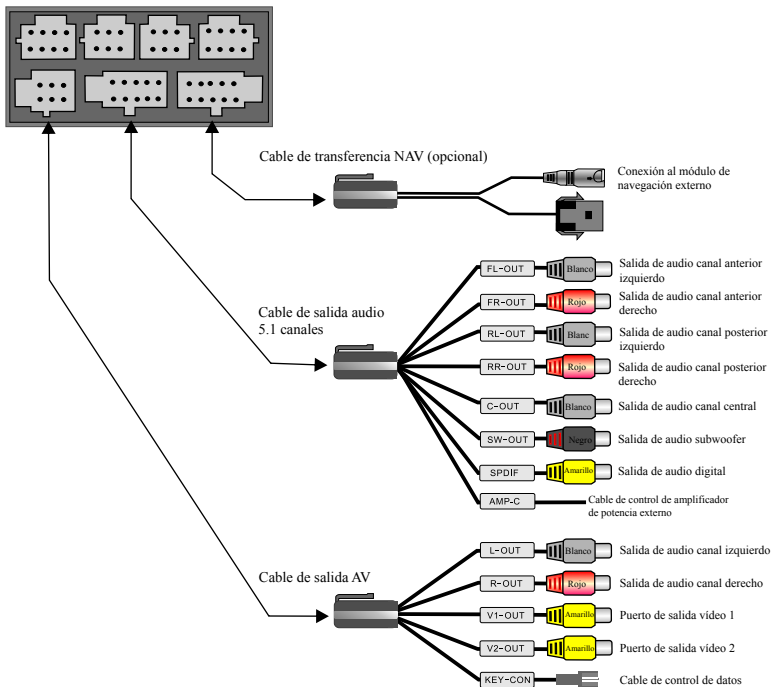 Cable de transferencia NAV (opcional)
Conexión al módulo de
navegación externo
Cable de salida audio
5.1 canales
FL-OUT
Blanco
Salida de audio canal anterior
izquierdo
FR-OUT
Rojo
Salida de audio canal anterior
derecho
RL-OUT
Blanc
Salida de audio canal posterior
izquierdo
RR-OUT
Rojo
Salida de audio canal posterior
derecho
C-OUT
Blanco
Salida de audio canal central
SW-OUT
Negro
Salida de audio subwoofer
SPDIF
Amarillo
Salida de audio digital
AMP-C
Cable de control de amplificador
de potencia externo
Cable de salida AV
L-OUT
Blanco
Salida de audio canal izquierdo
R-OUT
Rojo
Salida de audio canal derecho
V1-OUT
Amarillo
Puerto de salida vídeo 1
V2-OUT
Amarillo
Puerto de salida vídeo 2
KEY-CON
Cable de control de datos